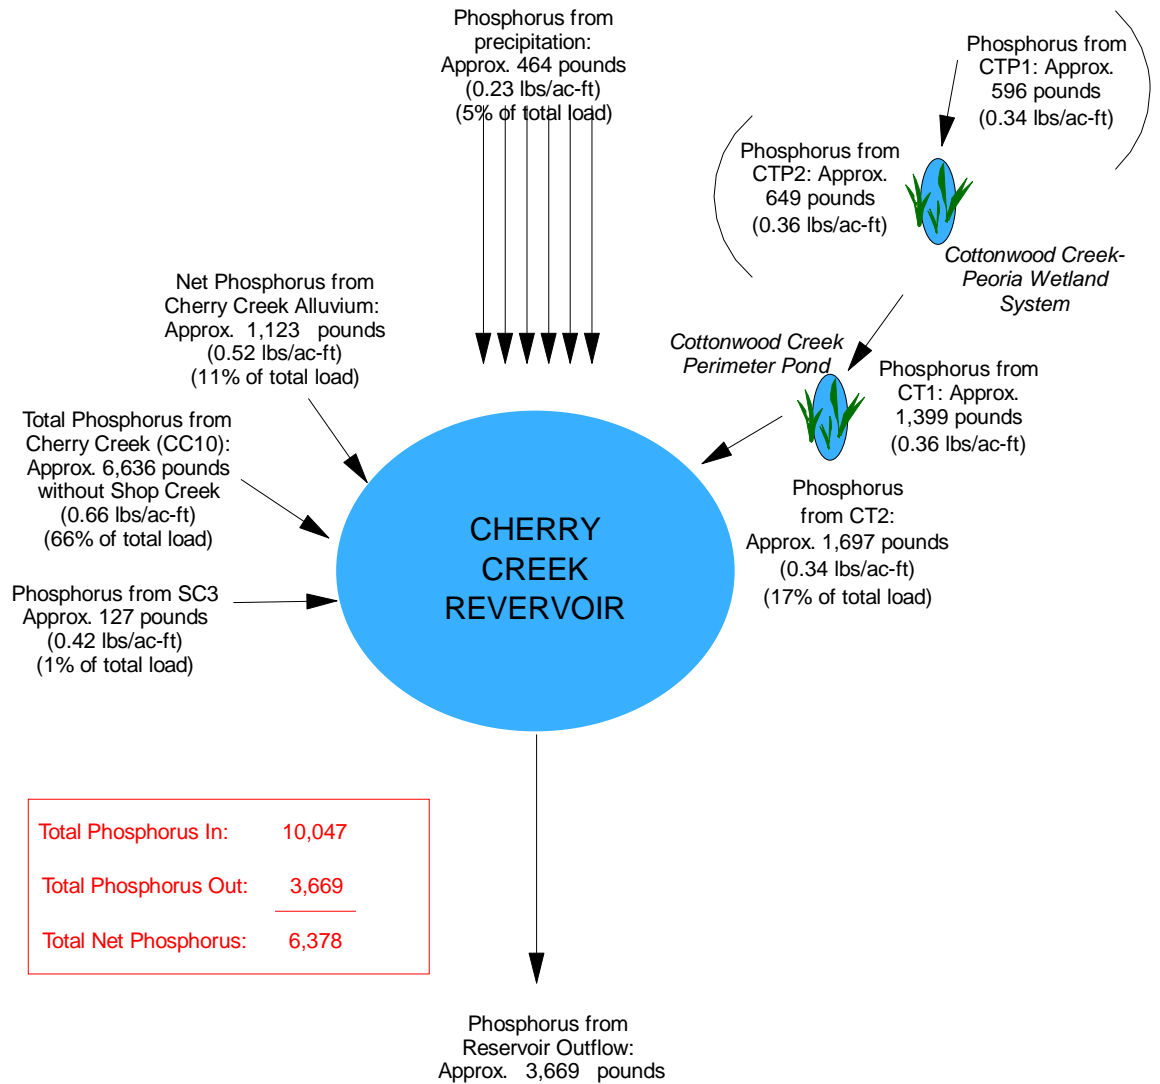 Phosphorus from
precipitation:
Approx. 464 pounds
(0.23 lbs/ac-ft)
(5% of total load)
Phosphorus from
CTP1: Approx.
596 pounds
(0.34 lbs/ac-ft)
Phosphorus from
CTP2: Approx.
649 pounds
(0.36 lbs/ac-ft)
Cottonwood Creek-
Peoria Wetland
System
Net Phosphorus from
Cherry Creek Alluvium:
Approx. 1,123 pounds
(0.52 lbs/ac-ft)
(11% of total load)
Cottonwood Creek
Perimeter Pond
Phosphorus from
CT1: Approx.
1,399 pounds
(0.36 lbs/ac-ft)
Total Phosphorus from
Cherry Creek (CC10):
Approx. 6,636 pounds
without Shop Creek
(0.66 lbs/ac-ft)
(66% of total load)
Phosphorus
from CT2:
Approx. 1,697 pounds
(0.34 lbs/ac-ft)
(17% of total load)
CHERRY
CREEK
REVERVOIR
Phosphorus from SC3
Approx. 127 pounds
(0.42 lbs/ac-ft)
(1% of total load)
Total Phosphorus In: 10,047
Total Phosphorus Out: 3,669
Total Net Phosphorus: 6,378
Phosphorus from
Reservoir Outflow:
Approx. 3,669 pounds